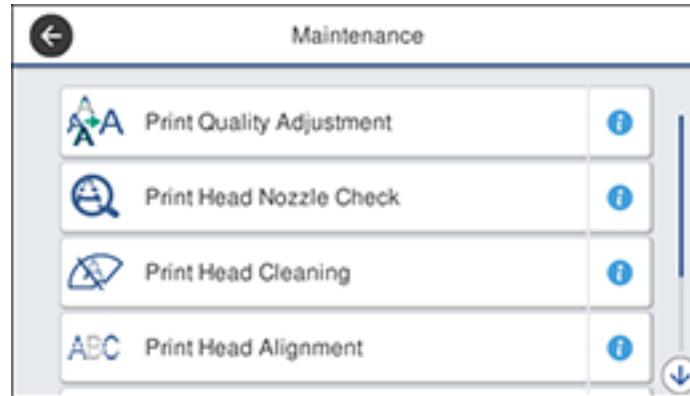 Maintenance
Print Quality Adjustment
Print Head Nozzle Check
Print Head Cleaning
ABC Print Head Alignment